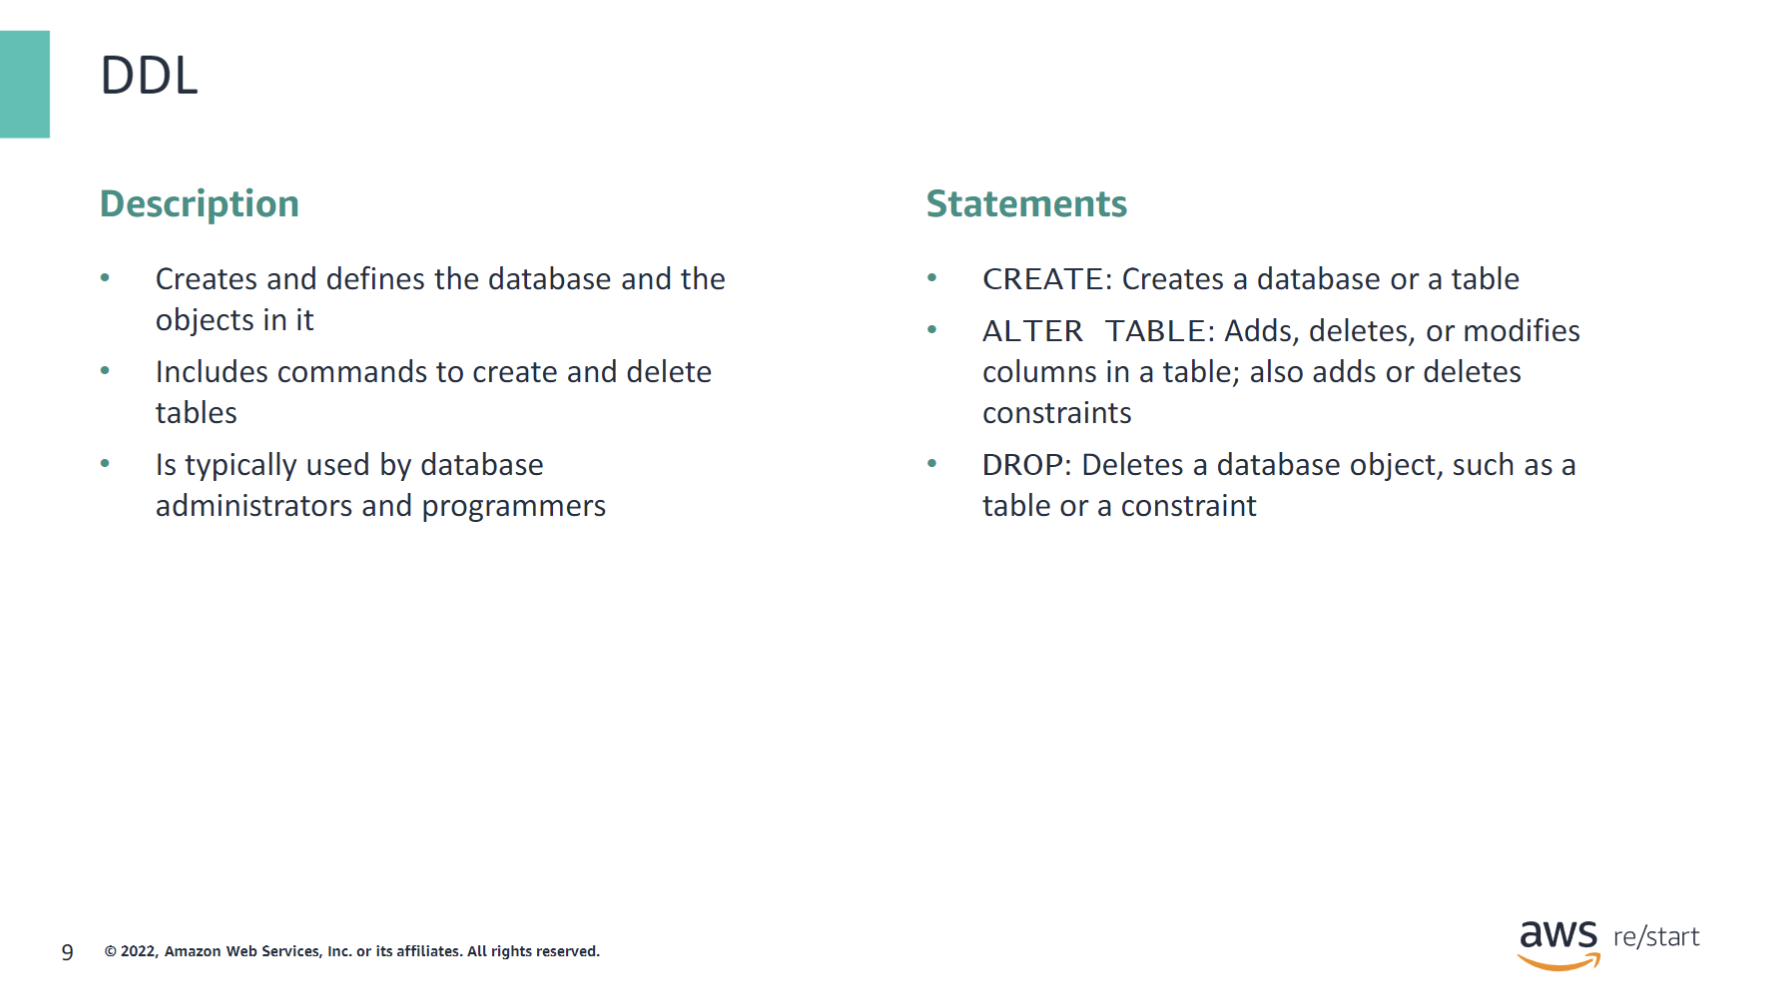 DDL
Description
• Creates and defines the database and the
objects in it
• Includes commands to create and delete
tables
• Is typically used by database
administrators and programmers
Statements
• CREATE: Creates a database or a table
• ALTER TABLE: Adds, deletes, or modifies
columns in a table; also adds or deletes
constraints
• DROP: Deletes a database object, such as a
table or a constraint
9 © 2022, Amazon Web Services, Inc. or its affiliates. All rights reserved.
aws re/start